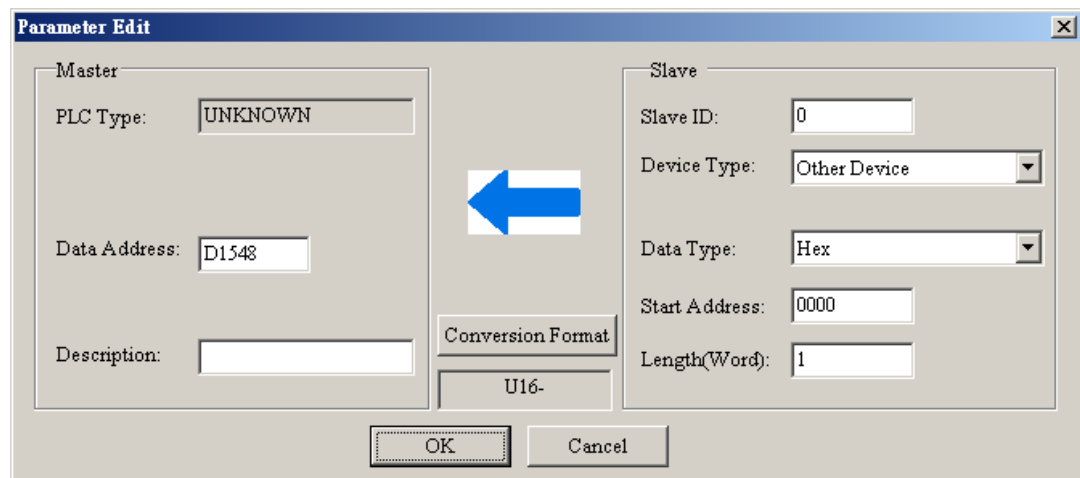 Parameter Edit
Master
PLC Type: UNKNOWN
Data Address: D1548
Description:
Conversion Format
U16-
Slave
Slave ID: 0
Device Type: Other Device
Data Type: Hex
Start Address: 0000
Length(Word): 1
OK Cancel